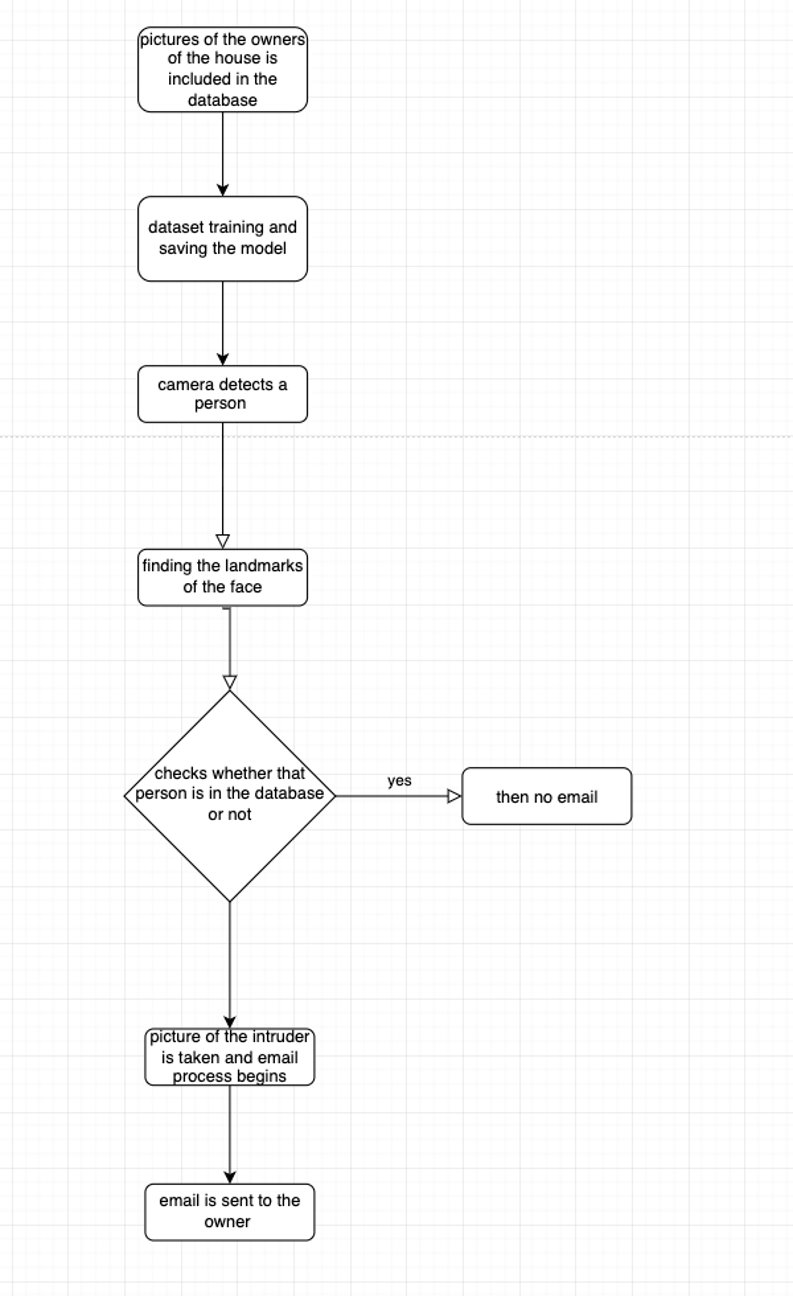 pictures of the owners
of the house is
included in the
database
dataset training and
saving the model
camera detects a
person
finding the landmarks
of the face
checks whether that
person is in the database
or not
yes
then no email
picture of the intruder
is taken and email
process begins
email is sent to the
owner